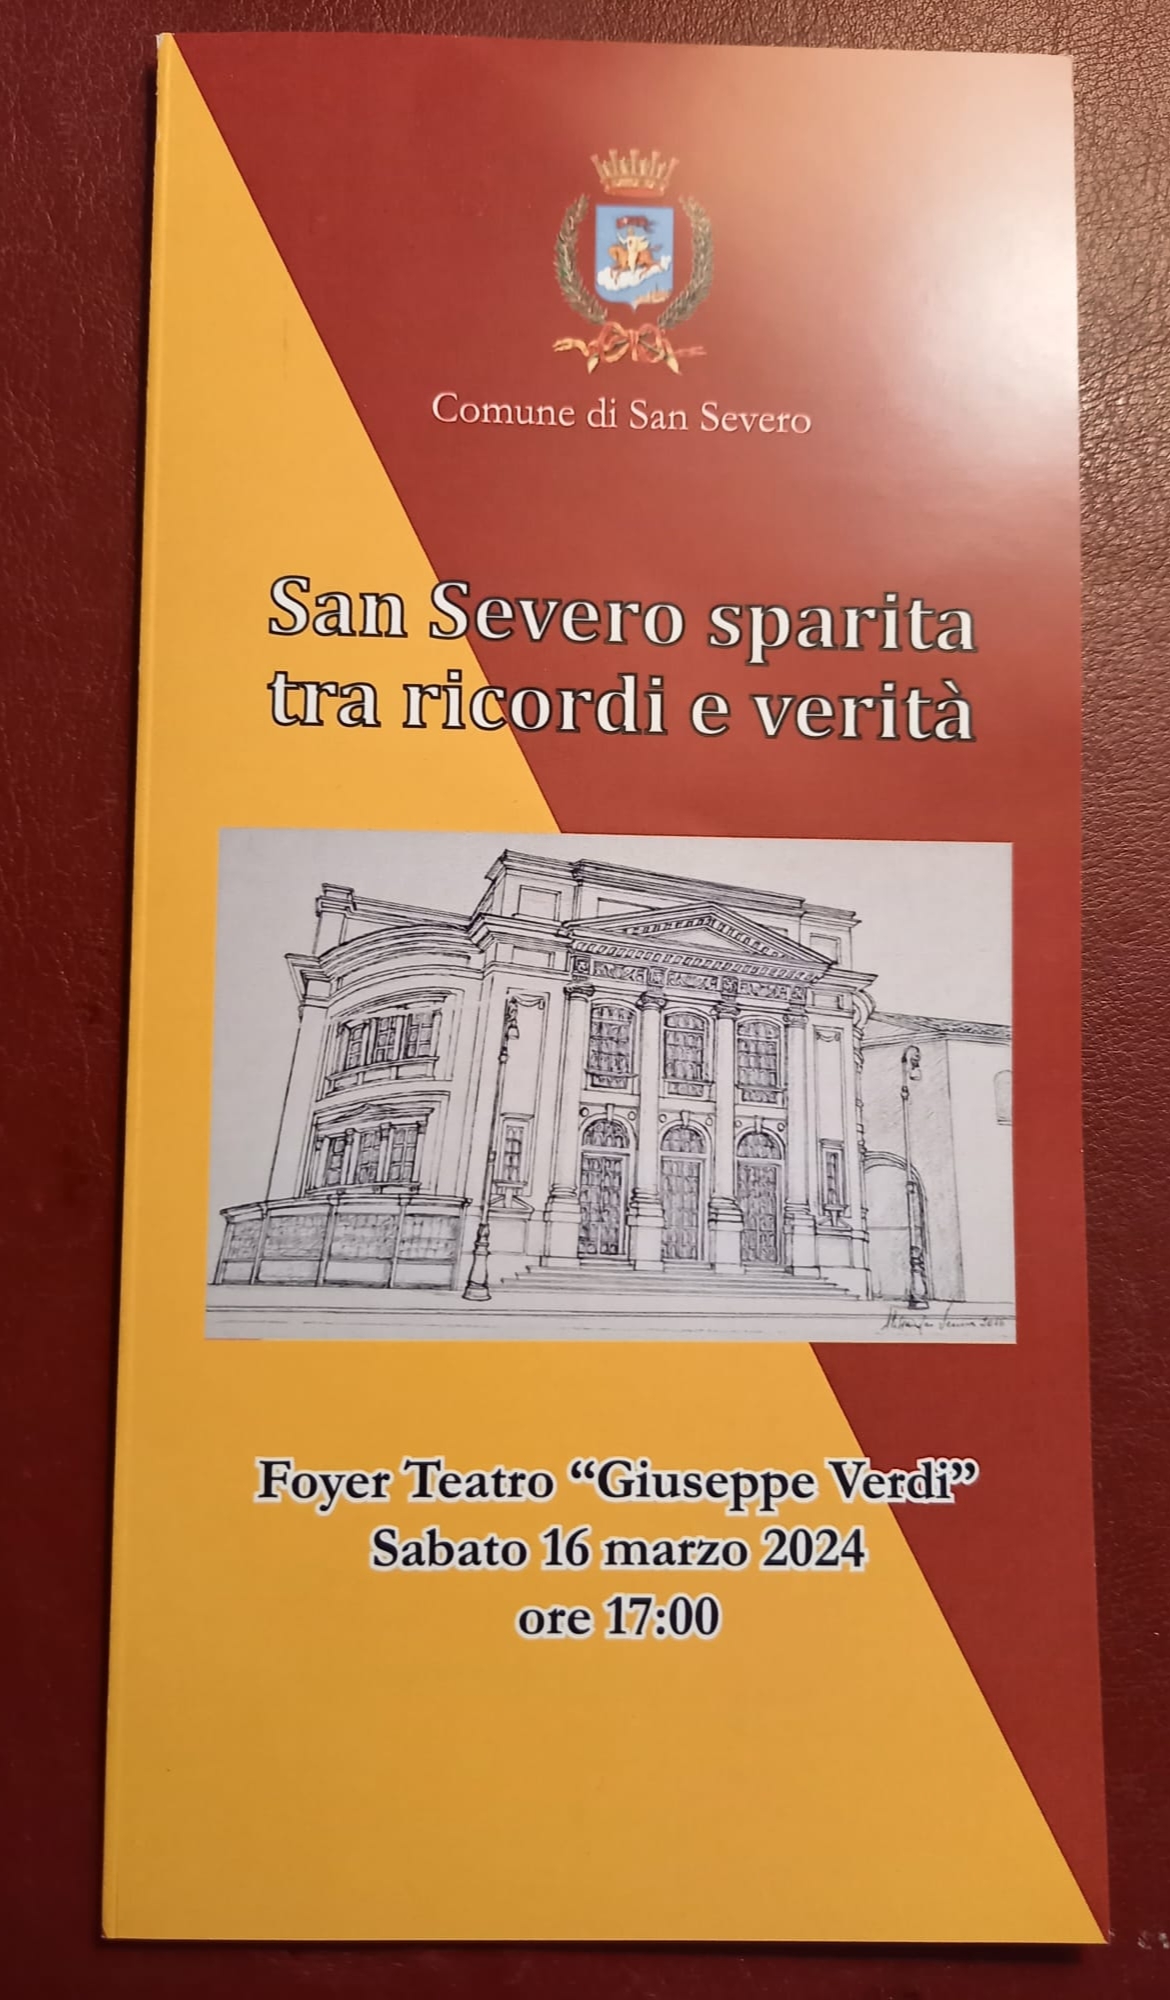 Comune di San Severo
San Severo sparita
tra ricordi e verità
Foyer Teatro “Giuseppe Verdi”
Sabato 16 marzo 2024
ore 17:00